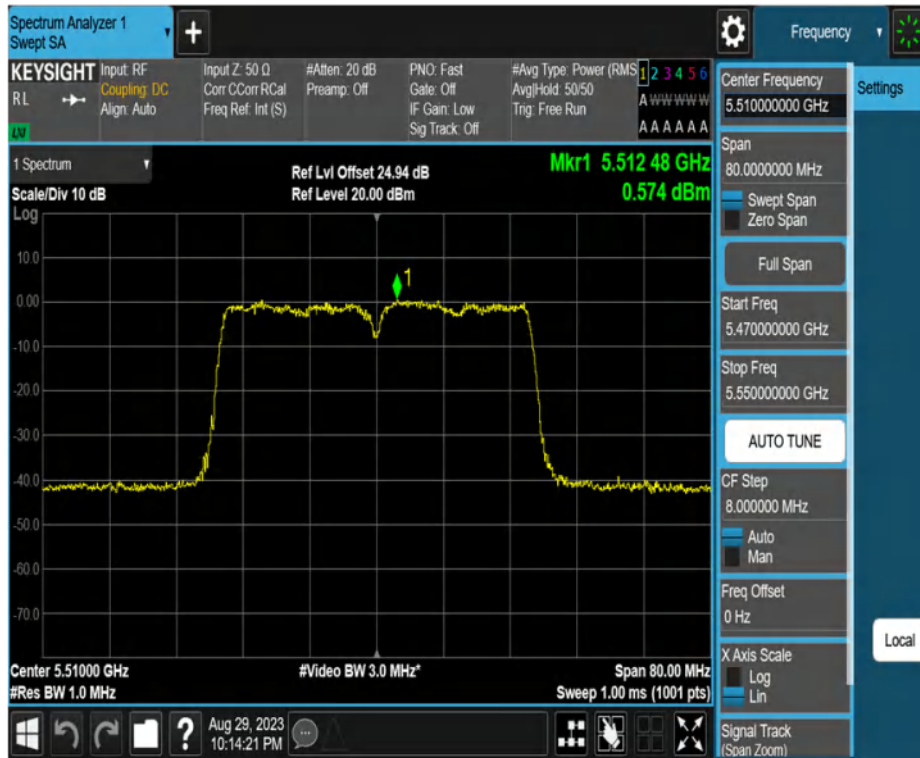 Spectrum Analyzer 1
Swept SA
Frequency
KEYSIGHT
RL
LXI
Input: RF
Coupling: DC
Align: Auto
Input Z: 50 Ω
Corr CCorr RCal
Freq Ref: Int (S)
#Atten: 20 dB
Preamp: Off
PNO: Fast
Gate: Off
IF Gain: Low
Sig Track: Off
#Avg Type: Power (RMS
Avg|Hold: 50/50
Trig: Free Run
1 2 3 4 5 6
A W W W W W
A A A A A A
1 Spectrum
Scale/Div 10 dB
Ref Lvl Offset 24.94 dB
Ref Level 20.00 dBm
Mkr1 5.512 48 GHz
0.574 dBm
Log
10.0
0.00
-10.0
-20.0
-30.0
-40.0
-50.0
-60.0
-70.0
1
Center 5.51000 GHz
#Res BW 1.0 MHz
#Video BW 3.0 MHz*
Span 80.00 MHz
Sweep 1.00 ms (1001 pts)
?
Aug 29, 2023
10:14:21 PM
Center Frequency
5.510000000 GHz
Span
80.0000000 MHz
Swept Span
Zero Span
Full Span
Start Freq
5.470000000 GHz
Stop Freq
5.550000000 GHz
AUTO TUNE
CF Step
8.000000 MHz
Auto
Man
Freq Offset
0 Hz
X Axis Scale
Log
Lin
Signal Track
(Span Zoom)
Settings
Local